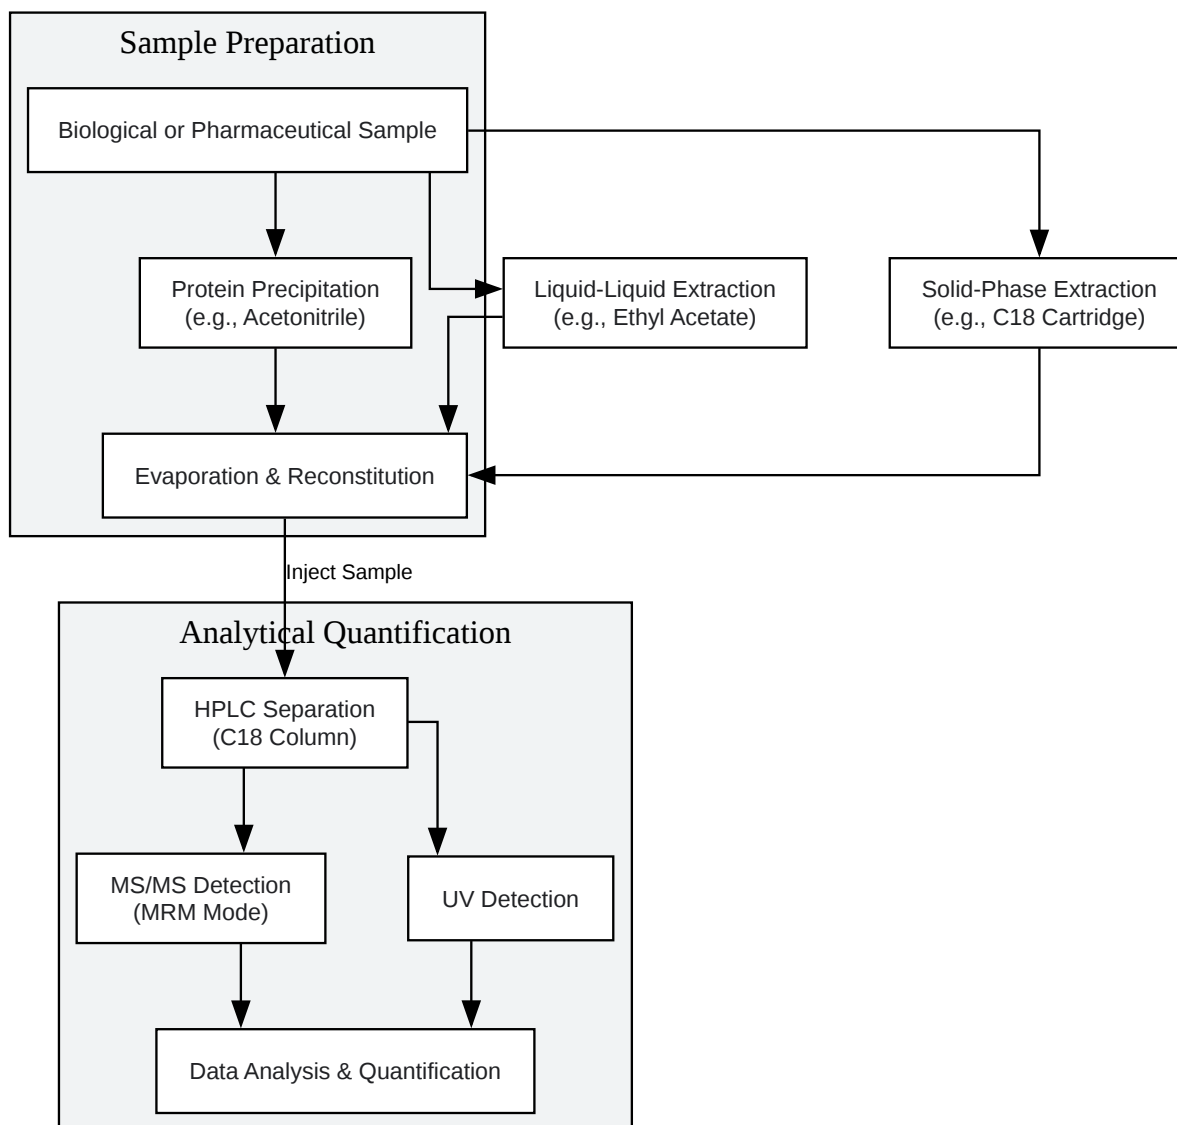 Sample Preparation
Biological or Pharmaceutical Sample
Protein Precipitation
(e.g., Acetonitrile)
Liquid-Liquid Extraction
(e.g., Ethyl Acetate)
Solid-Phase Extraction
(e.g., C18 Cartridge)
Evaporation & Reconstitution
Inject Sample
Analytical Quantification
HPLC Separation
(C18 Column)
MS/MS Detection
(MRM Mode)
UV Detection
Data Analysis & Quantification